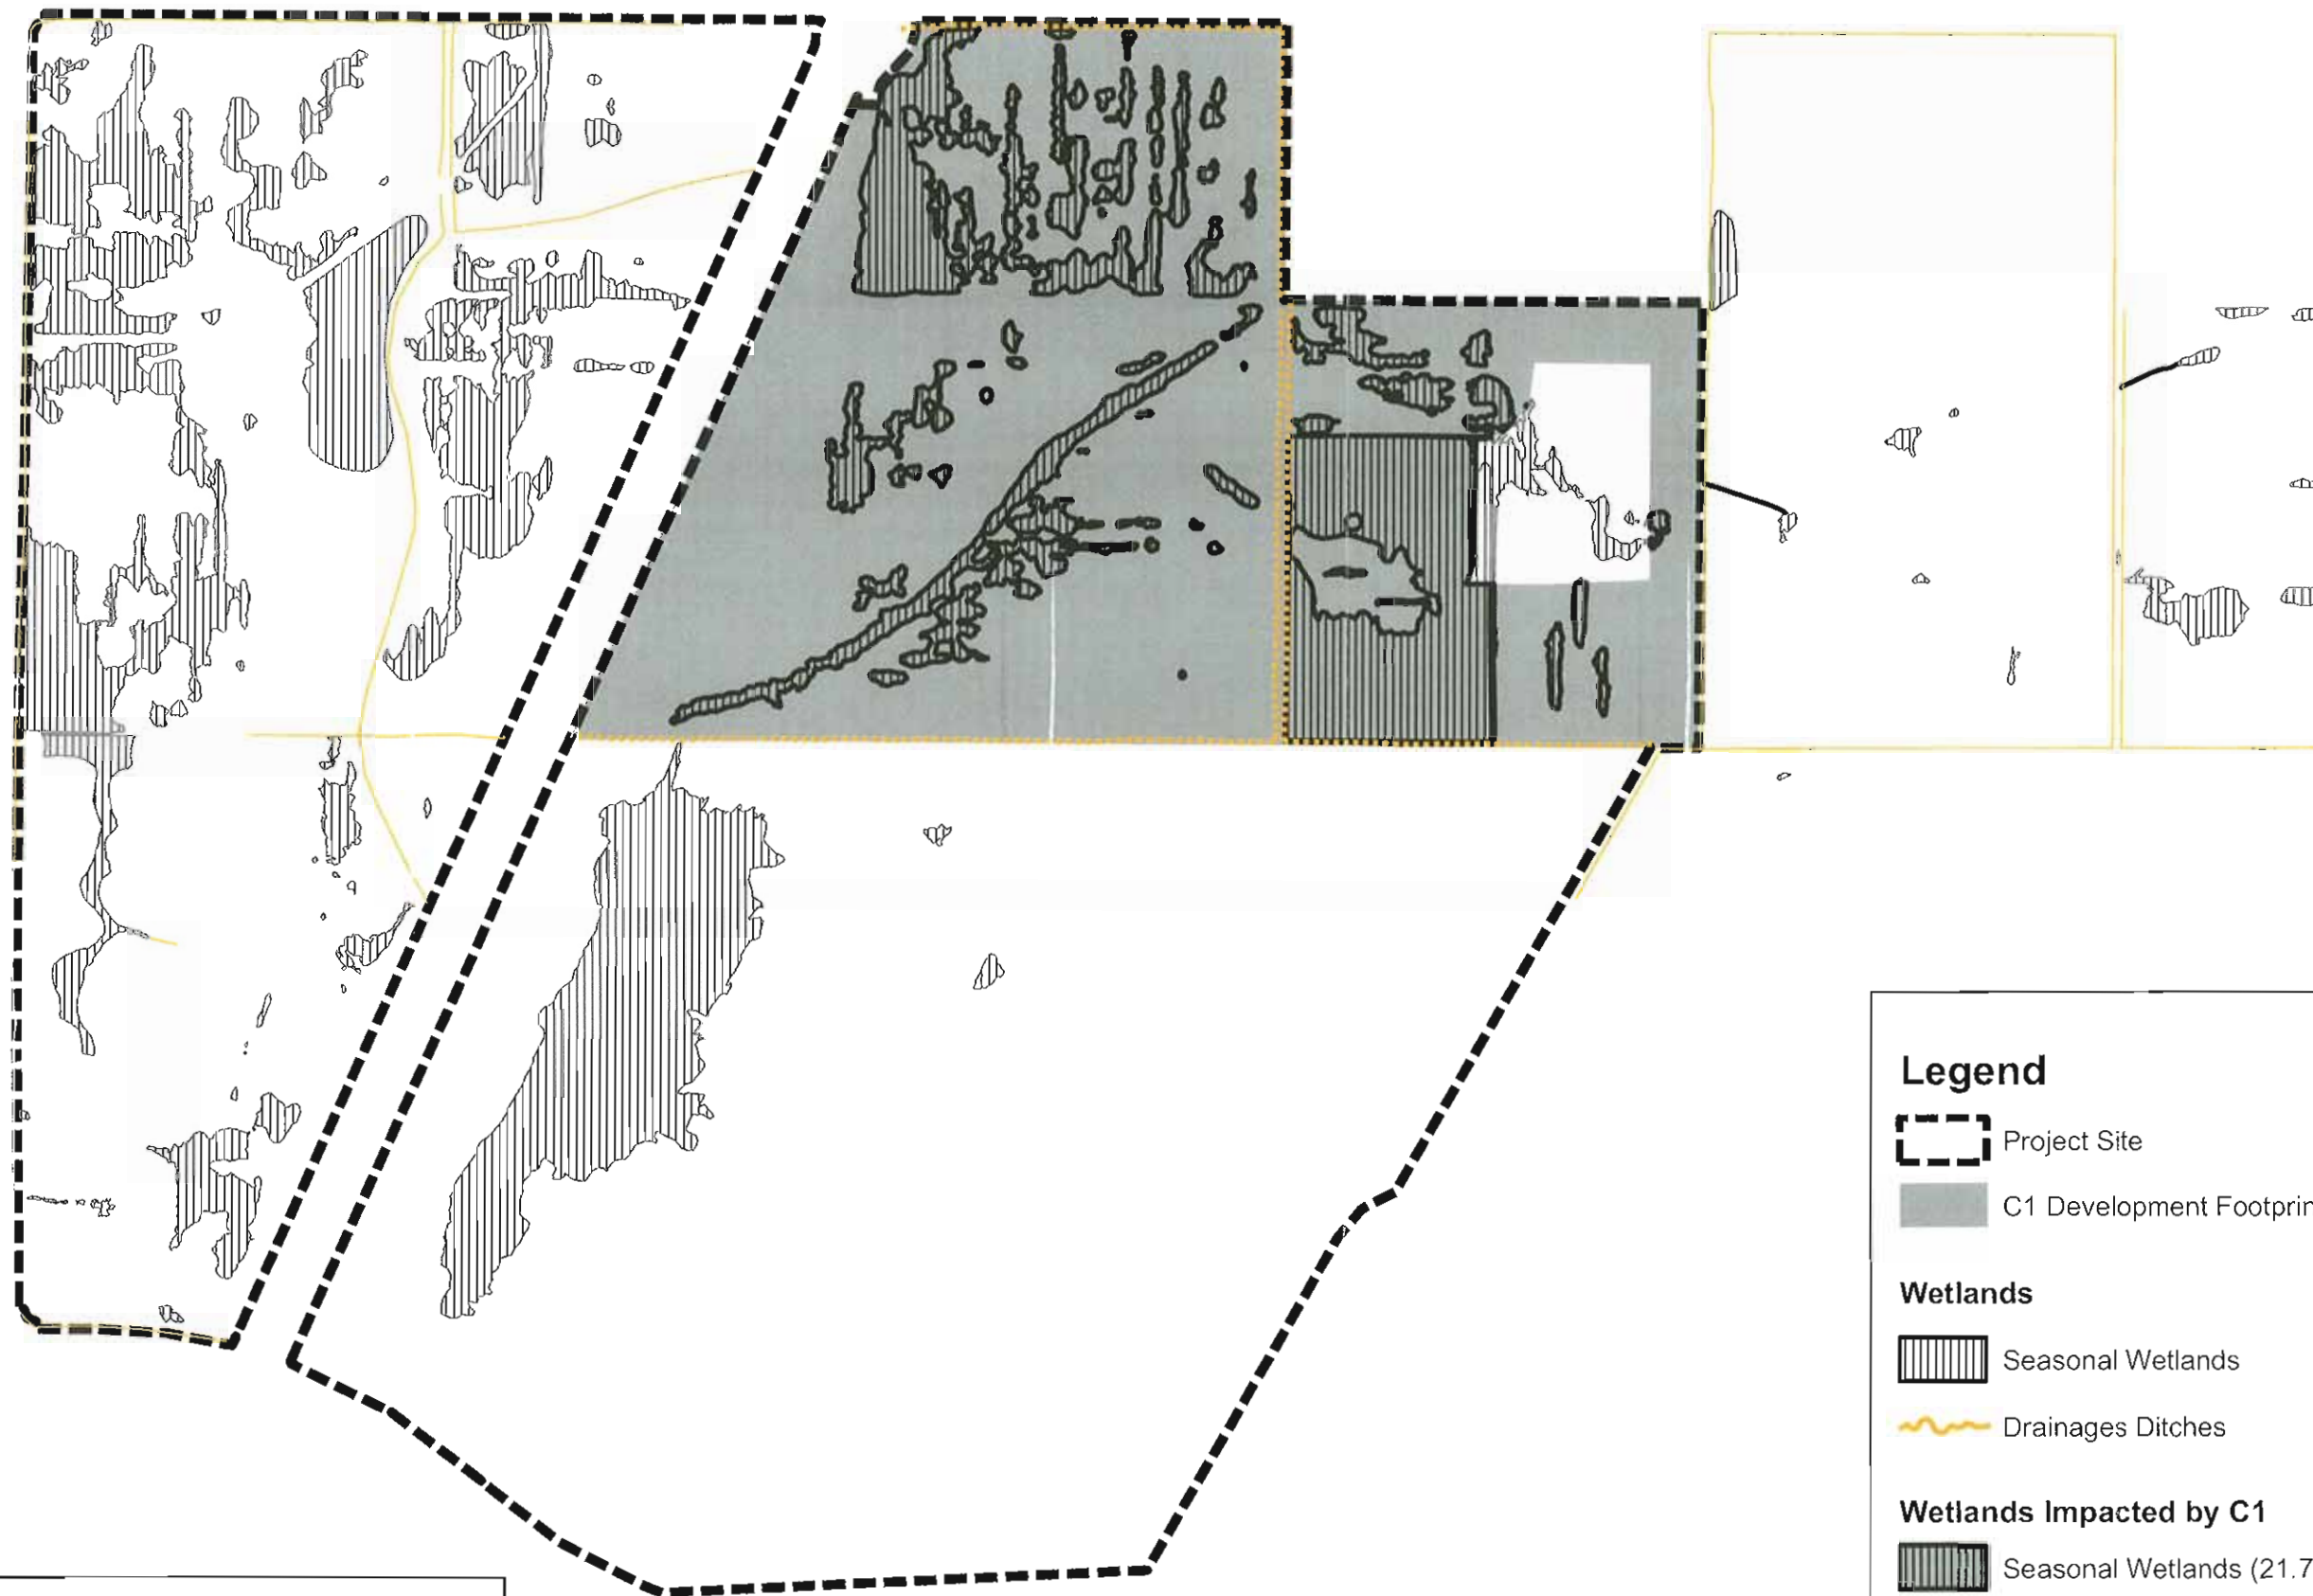 Legend
Project Site
C1 Development Footprin
Wetlands
Seasonal Wetlands
Drainages Ditches
Wetlands Impacted by C1
Seasonal Wetlands (21.7